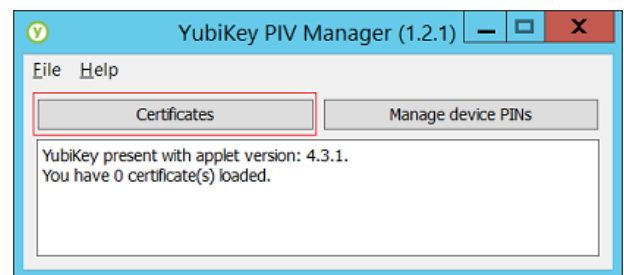 YubiKey PIV Manager (1.2.1)
File Help
Certificates Manage device PINs
YubiKey present with applet version: 4.3.1.
You have 0 certificate(s) loaded.